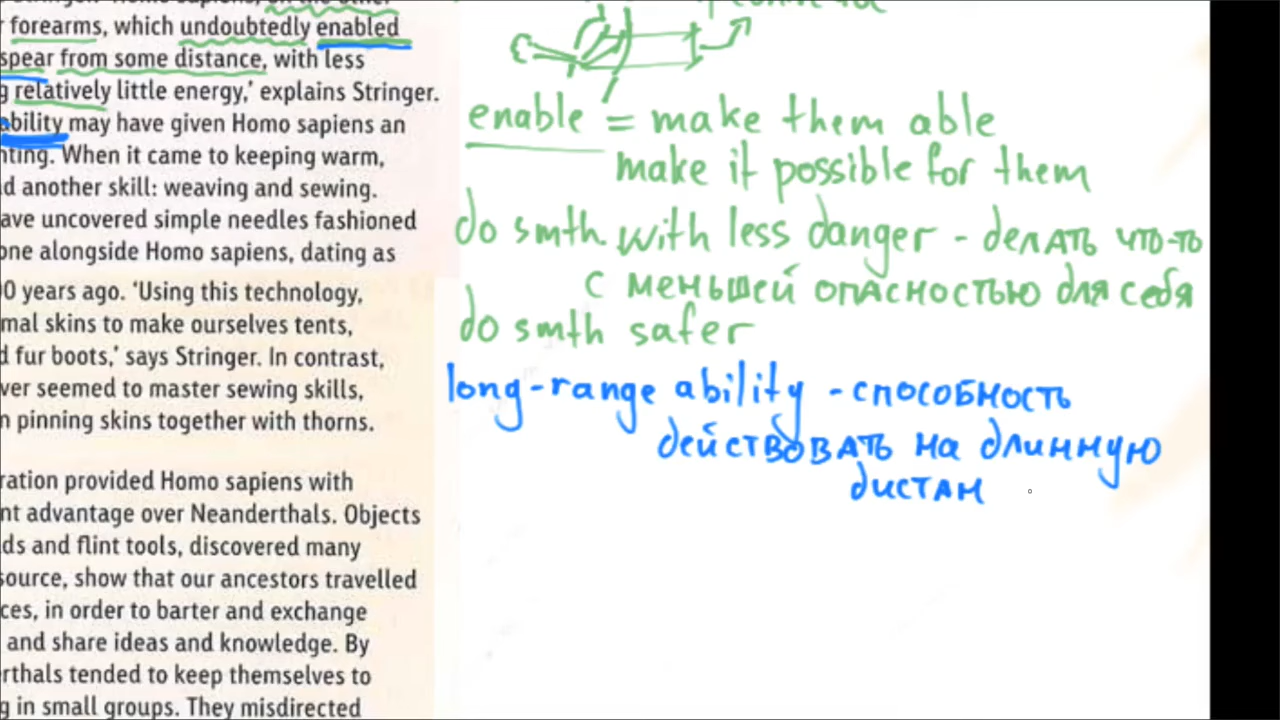 forearms, which undoubtedly enabled
spear from some distance, with less
g relatively little energy,’ explains Stringer.
ability may have given Homo sapiens an
nting. When it came to keeping warm,
d another skill: weaving and sewing.
ave uncovered simple needles fashioned
one alongside Homo sapiens, dating as
0 years ago. ‘Using this technology,
mal skins to make ourselves tents,
d fur boots,’ says Stringer. In contrast,
ver seemed to master sewing skills,
n pinning skins together with thorns.
ration provided Homo sapiens with
nt advantage over Neanderthals. Objects
ds and flint tools, discovered many
source, show that our ancestors travelled
ces, in order to barter and exchange
and share ideas and knowledge. By
erthals tended to keep themselves to
g in small groups. They misdirected
enable = make them able
make it possible for them
do smth with less danger - делать что-то
с меньшей опасностью для себя
do smth safer
long-range ability - способность
действовать на длинную
дистан